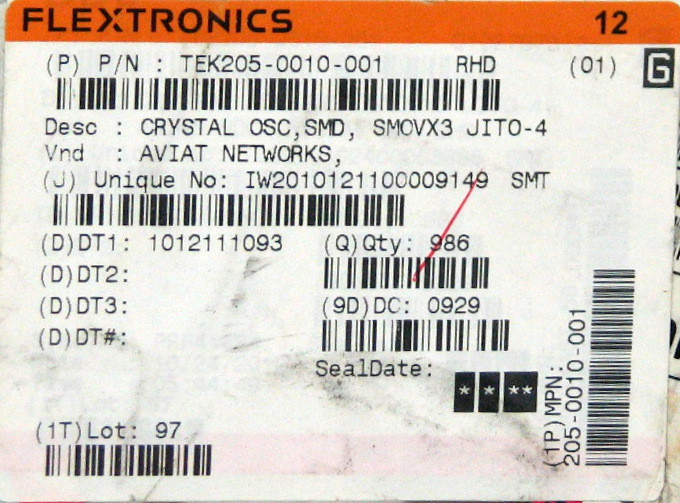 FLEXTRONICS 12
(P) P/N : TEK205-0010-001 RHD (01) G
Desc : CRYSTAL OSC,SMD, SMOVX3 JITO-4
Vnd : AVIAT NETWORKS,
(J) Unique No: IW2010121100009149 SMT
(D)DT1: 1012111093 (Q)Qty: 986
(D)DT2:
(D)DT3: (9D)DC: 0929
(D)DT#:
SealDate:
* * **
(1T)Lot: 97
(1P)MPN:
205-0010-001